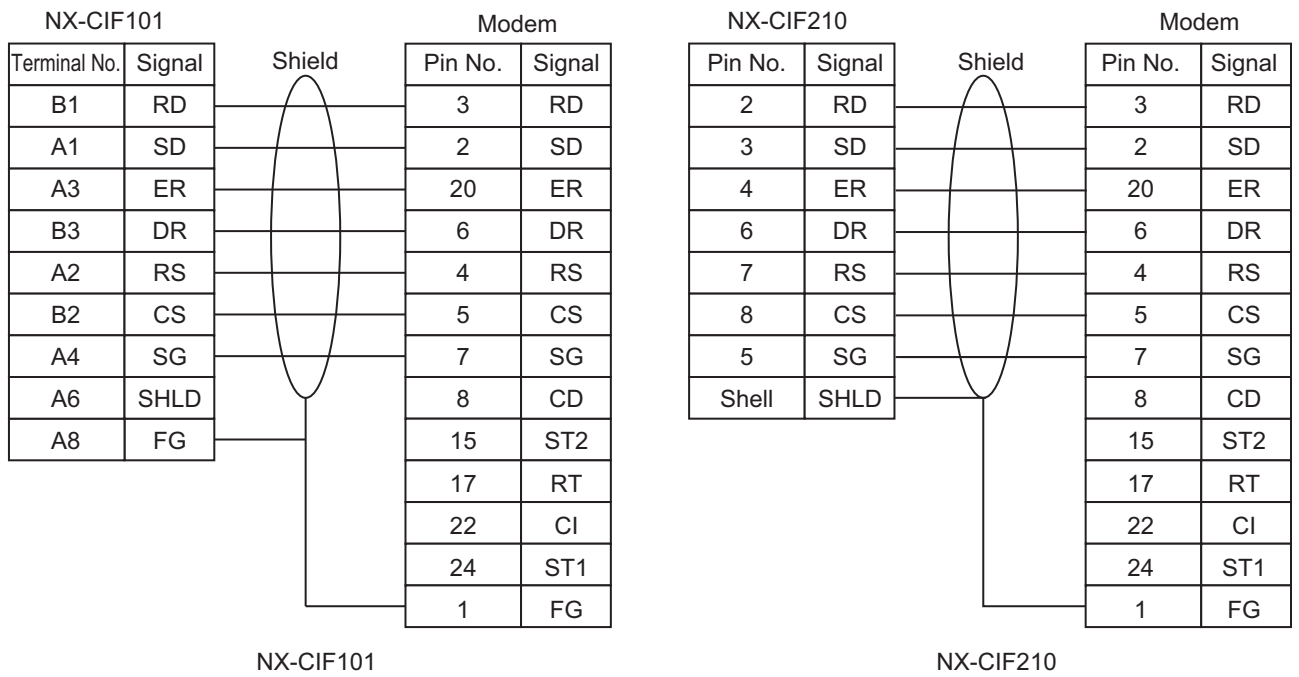 NX-CIF101
Modem
Terminal No. Signal
Shield
Pin No. Signal
B1 RD 3 RD
A1 SD 2 SD
A3 ER 20 ER
B3 DR 6 DR
A2 RS 4 RS
B2 CS 5 CS
A4 SG 7 SG
A6 SHLD 8 CD
A8 FG 15 ST2
17 RT
22 CI
24 ST1
1 FG
NX-CIF101
NX-CIF210
Modem
Pin No. Signal
Shield
Pin No. Signal
2 RD 3 RD
3 SD 2 SD
4 ER 20 ER
6 DR 6 DR
7 RS 4 RS
8 CS 5 CS
5 SG 7 SG
Shell SHLD 8 CD
15 ST2
17 RT
22 CI
24 ST1
1 FG
NX-CIF210